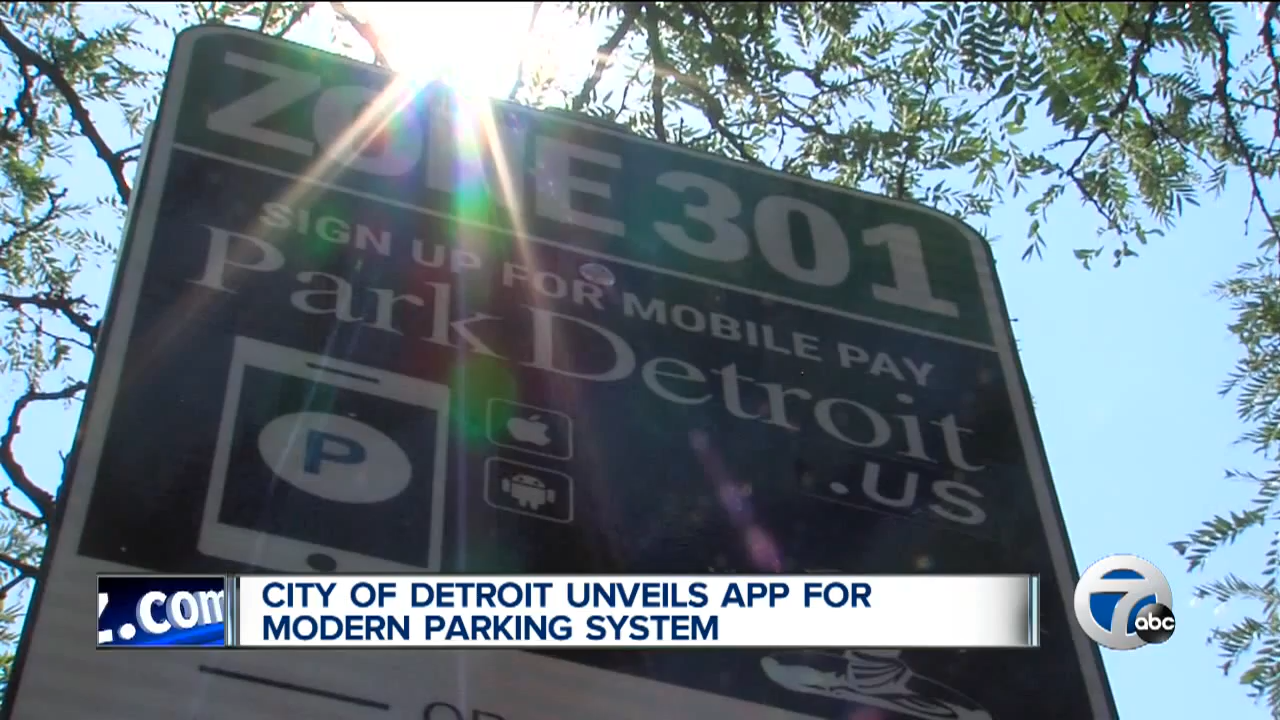 ZONE 301
SIGN UP FOR MOBILE PAY
ParkDetroit
.US
P
z.com
CITY OF DETROIT UNVEILS APP FOR
MODERN PARKING SYSTEM
7
abc